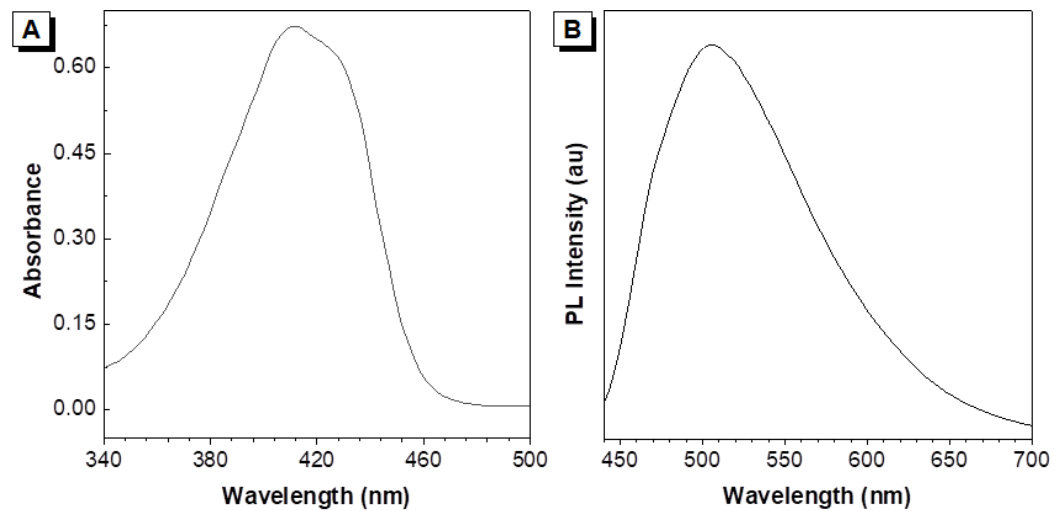 A
Absorbance
0.60
0.45
0.30
0.15
0.00
340 380 420 460 500
Wavelength (nm)
B
PL Intensity (au)
450 500 550 600 650 700
Wavelength (nm)